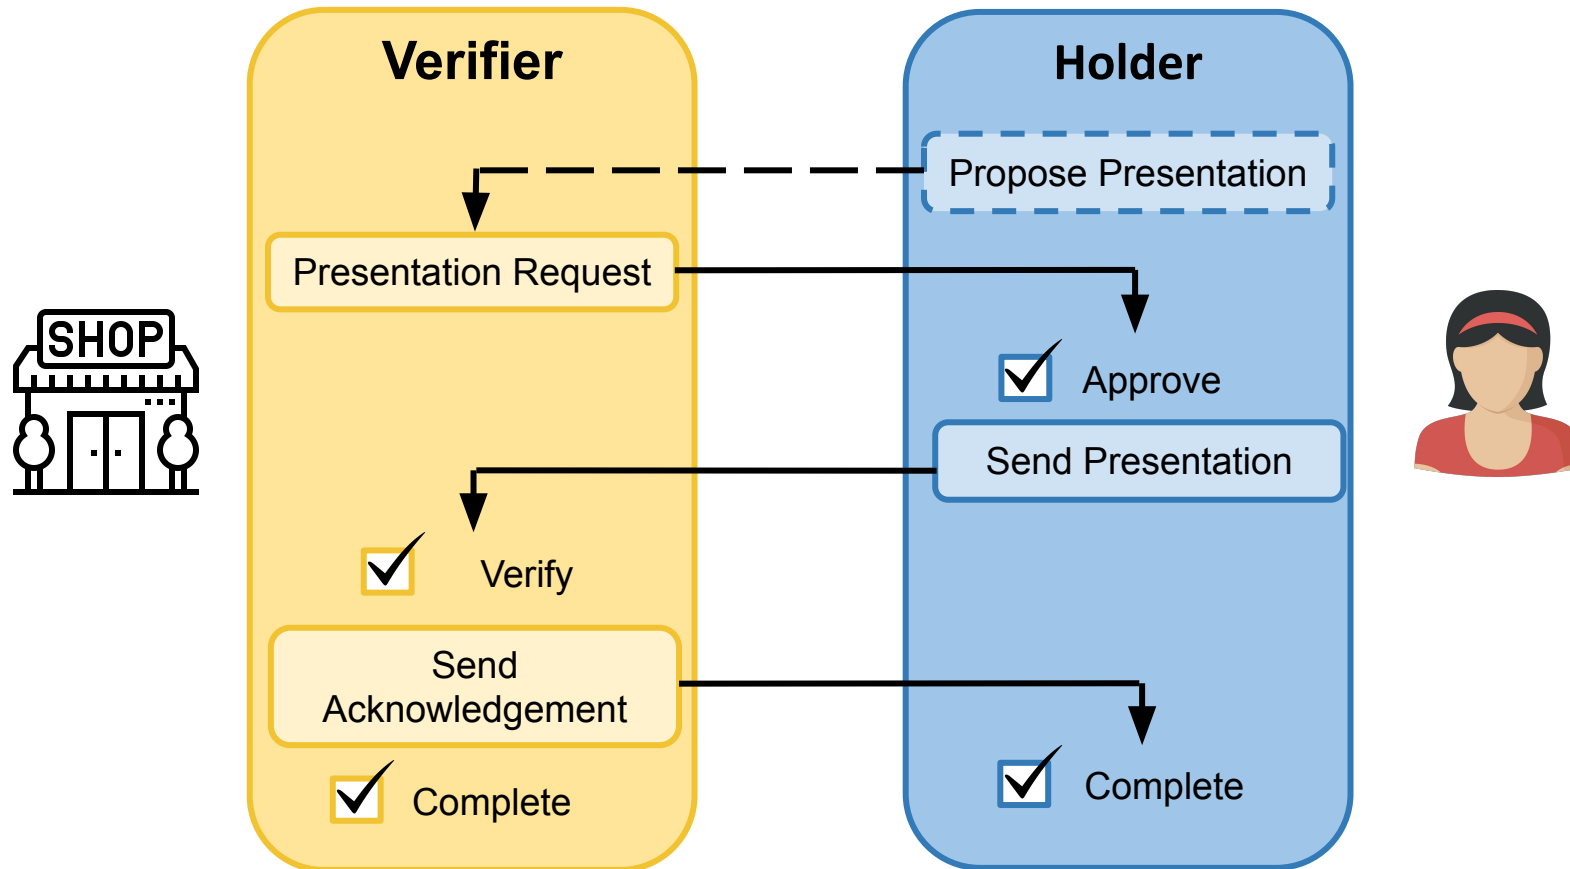 Verifier
Holder
Propose Presentation
Presentation Request
SHOP
Approve
Send Presentation
Verify
Send
Acknowledgement
Complete
Complete